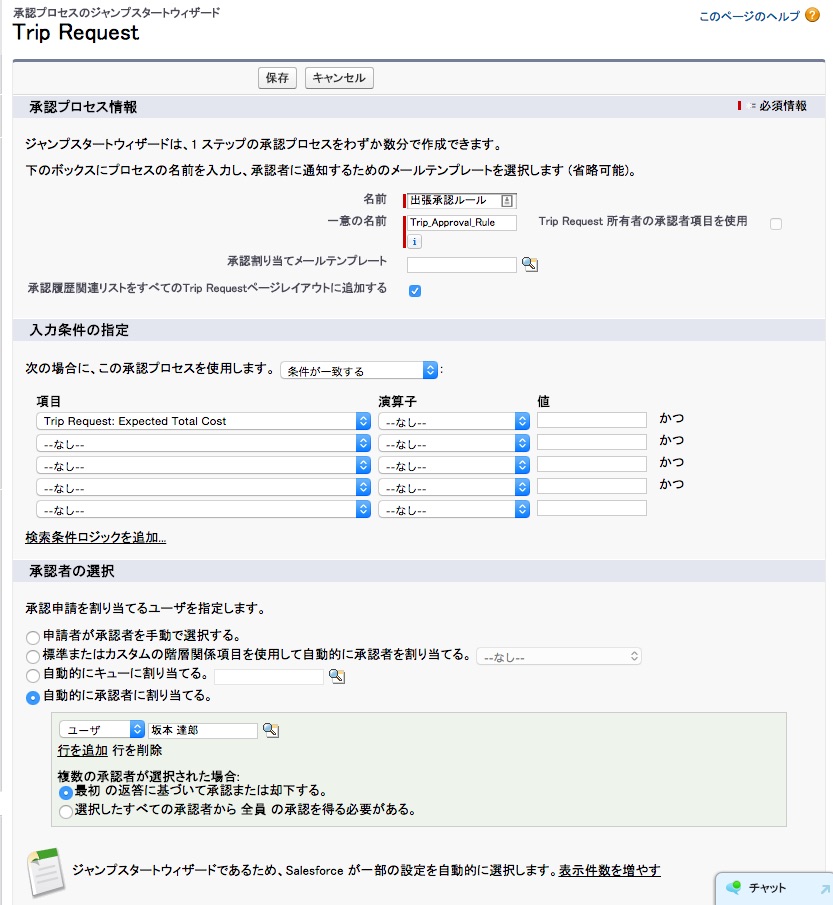 承認プロセスのジャンプスタートウィザード
Trip Request
このページのヘルプ ?
保存 キャンセル
承認プロセス情報
= 必須情報
ジャンプスタートウィザードは、1 ステップの承認プロセスをわずか数分で作成できます。
下のボックスにプロセスの名前を入力し、承認者に通知するためのメールテンプレートを選択します (省略可能)。
名前 出張承認ルール
一意の名前 Trip_Approval_Rule Trip Request 所有者の承認者項目を使用
i
承認割り当てメールテンプレート
承認履歴関連リストをすべてのTrip Requestページレイアウトに追加する
入力条件の指定
次の場合に、この承認プロセスを使用します。 条件が一致する :
項目 演算子 値
Trip Request: Expected Total Cost --なし-- かつ
--なし-- --なし-- かつ
--なし-- --なし-- かつ
--なし-- --なし-- かつ
--なし-- --なし--
検索条件ロジックを追加...
承認者の選択
承認申請を割り当てるユーザを指定します。
申請者が承認者を手動で選択する。
標準またはカスタムの階層関係項目を使用して自動的に承認者を割り当てる。 --なし--
自動的にキューに割り当てる。
自動的に承認者に割り当てる。
ユーザ 坂本 達郎
行を追加 行を削除
複数の承認者が選択された場合:
最初 の返答に基づいて承認または却下する。
選択したすべての承認者から 全員 の承認を得る必要がある。
ジャンプスタートウィザードであるため、Salesforce が一部の設定を自動的に選択します。表示件数を増やす
チャット